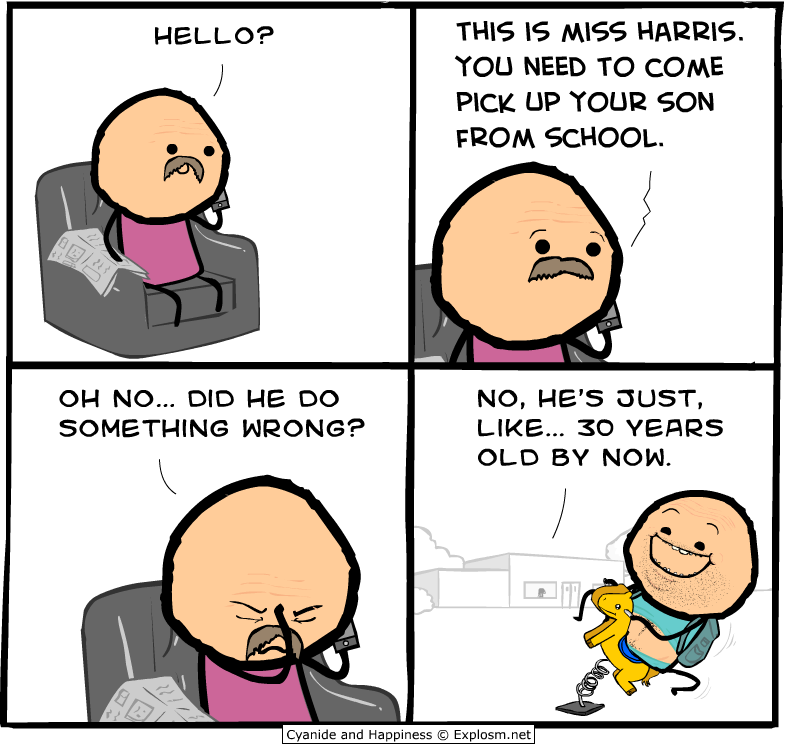 HELLO?
THIS IS MISS HARRIS.
YOU NEED TO COME
PICK UP YOUR SON
FROM SCHOOL.
OH NO... DID HE DO
SOMETHING WRONG?
NO, HE'S JUST,
LIKE... 30 YEARS
OLD BY NOW.
Cyanide and Happiness © Explosm.net